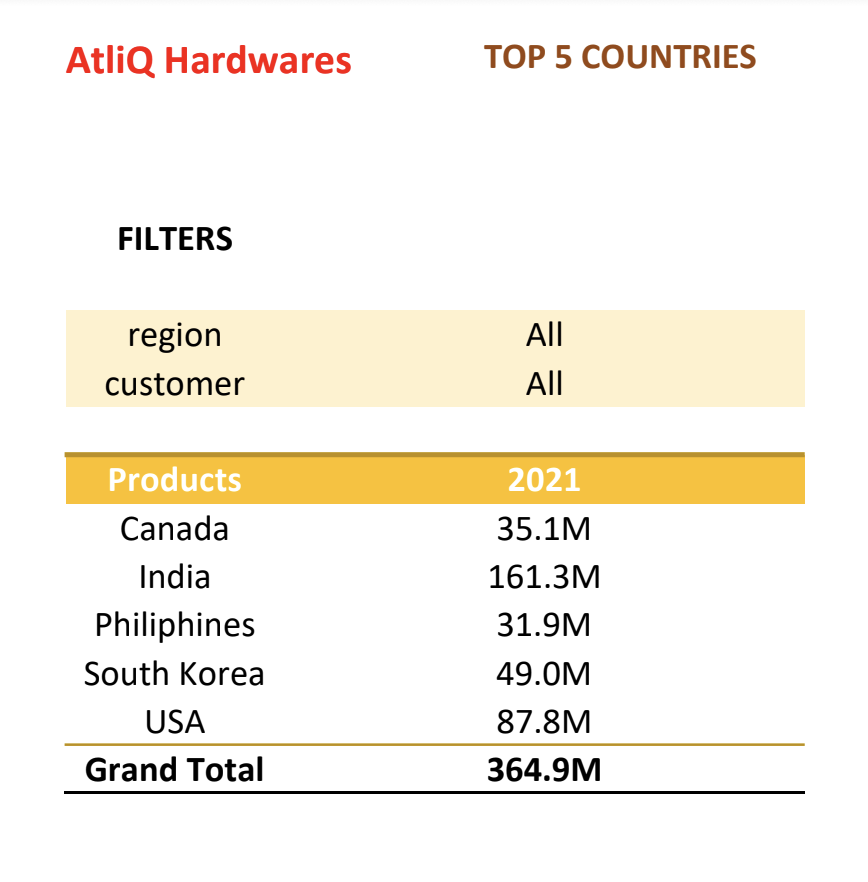 AtliQ Hardwares TOP 5 COUNTRIES
FILTERS
region All
customer All
Products 2021
Canada 35.1M
India 161.3M
Philiphines 31.9M
South Korea 49.0M
USA 87.8M
Grand Total 364.9M